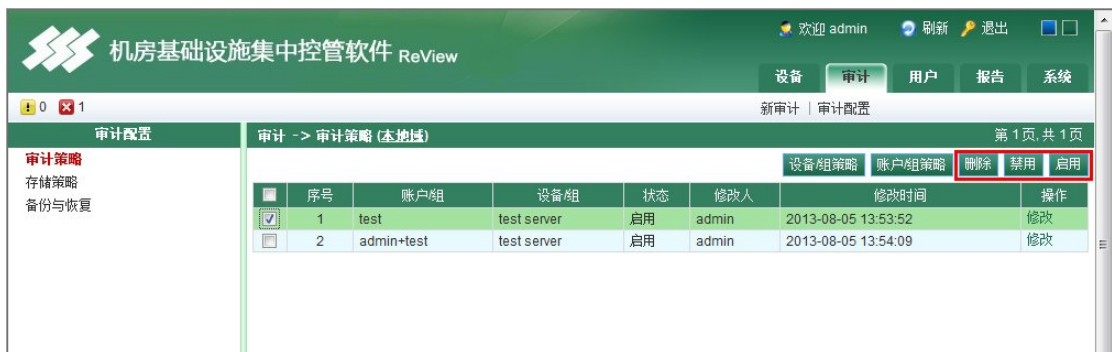 机房基础设施集中控管软件 ReView
欢迎 admin 刷新 退出
设备 审计 用户 报告 系统
0 1 新审计 | 审计配置
审计配置
审计策略
存储策略
备份与恢复
审计 -> 审计策略 (本地域) 第 1 页, 共 1 页
设备/组策略 账户/组策略 删除 禁用 启用
序号 账户/组 设备/组 状态 修改人 修改时间 操作
1 test test server 启用 admin 2013-08-05 13:53:52 修改
2 admin+test test server 启用 admin 2013-08-05 13:54:09 修改